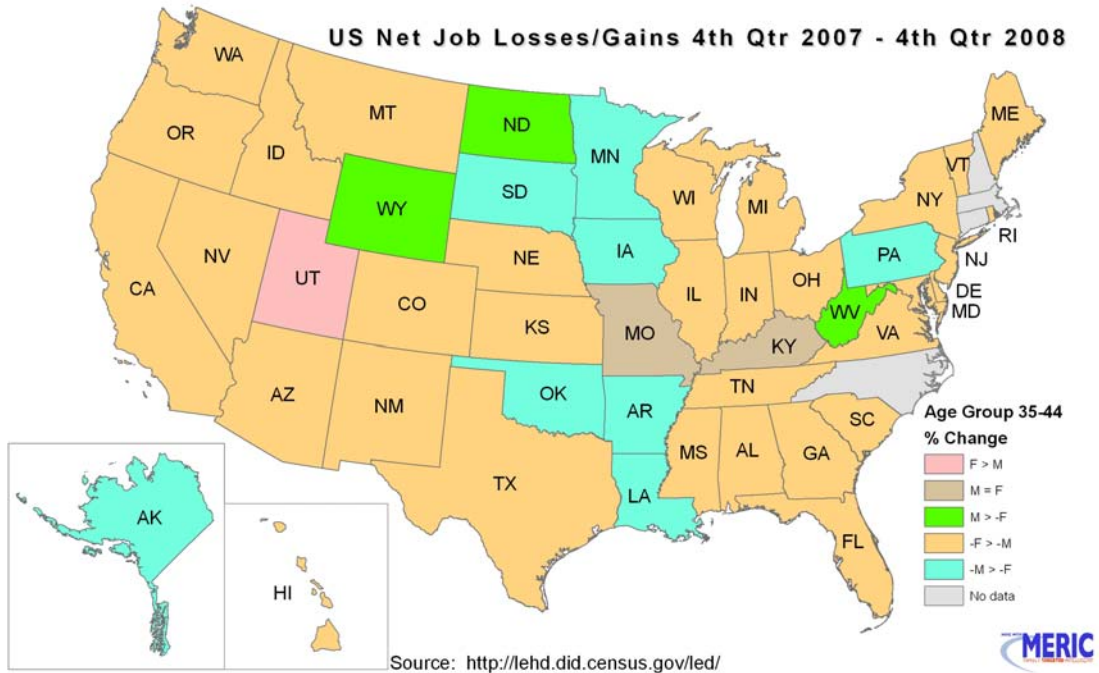 US Net Job Losses/Gains 4th Qtr 2007 - 4th Qtr 2008
WA
MT
ND
MN
ME
OR
ID
SD
WI
MI
VT
NY
WY
RI
NV
UT
NE
IA
PA
NJ
CA
CO
IL
IN
OH
DE
MD
WV
VA
KS
MO
KY
AZ
NM
OK
AR
TN
SC
MS
AL
GA
TX
LA
FL
AK
HI
Age Group 35-44
% Change
F > M
M = F
M > -F
-F > -M
-M > -F
No data
MERIC
Source: http://lehd.did.census.gov/led/